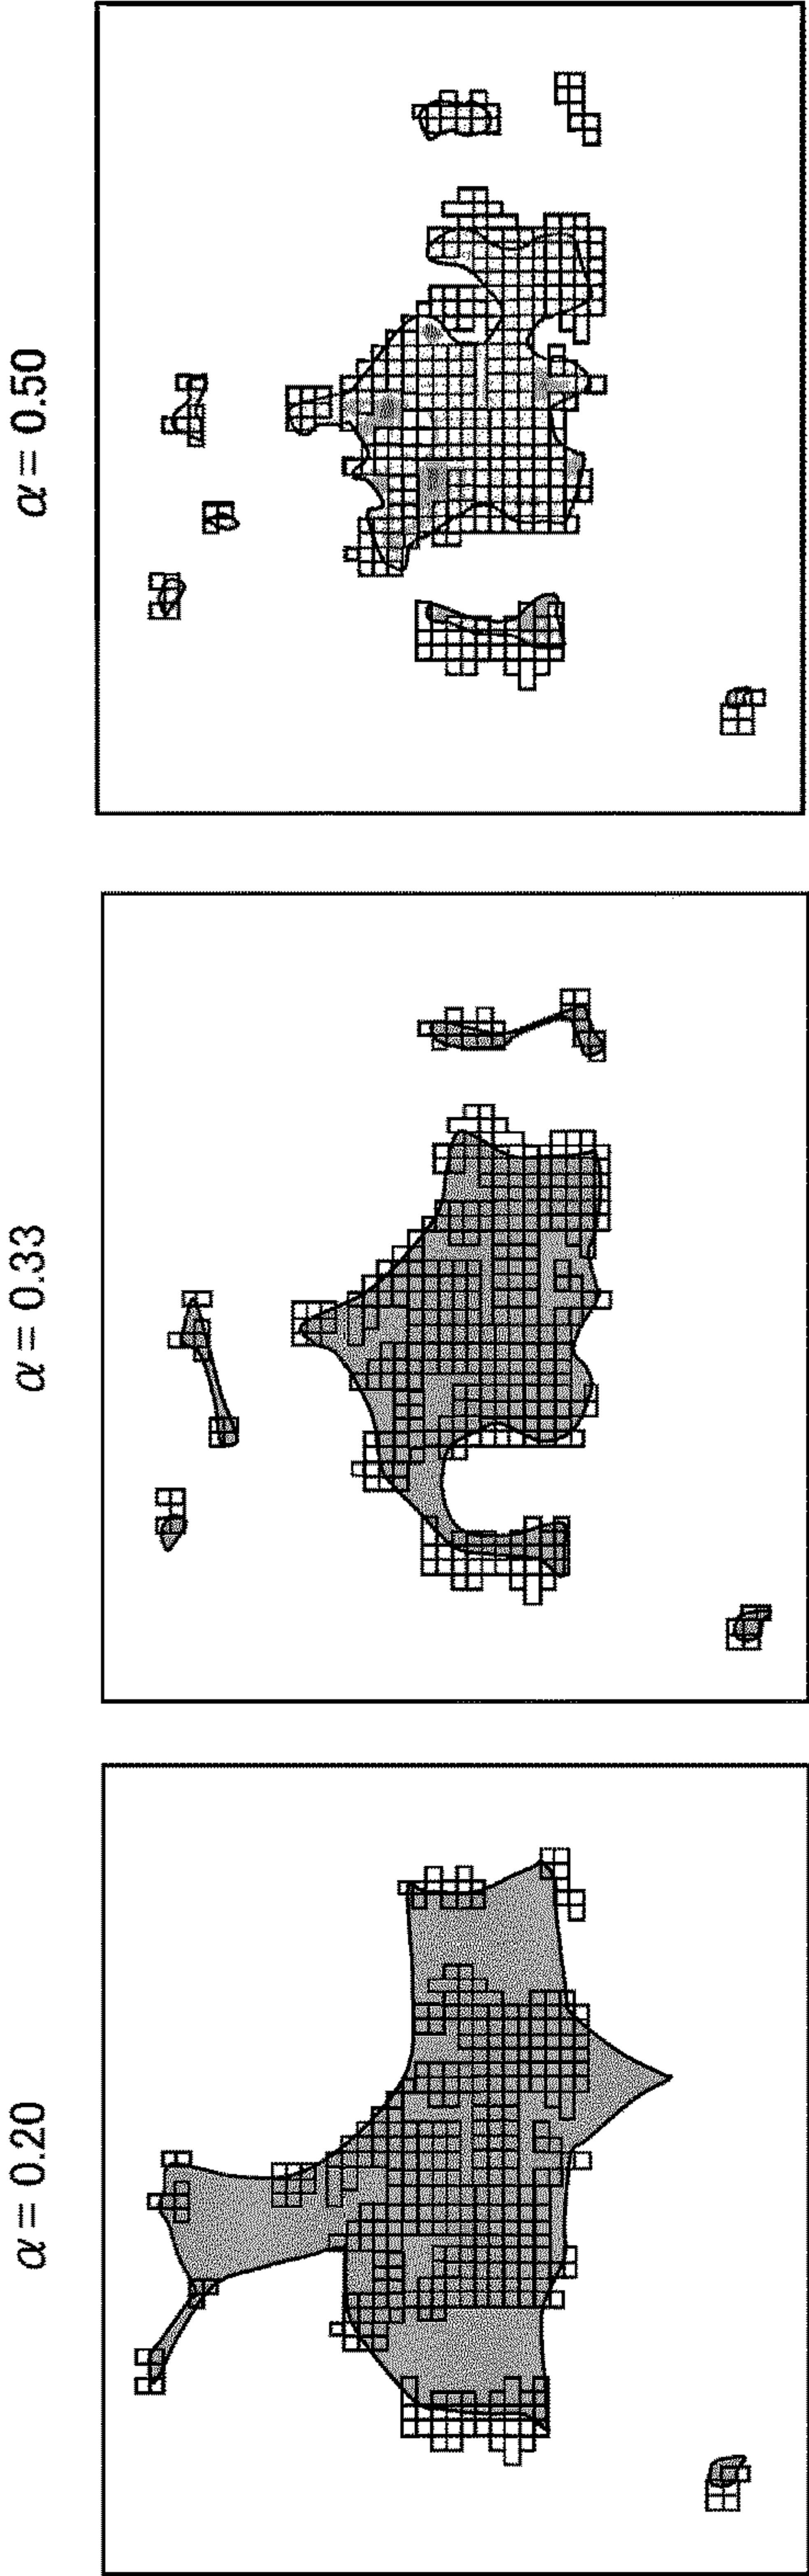 α = 0.20
α = 0.33
α = 0.50